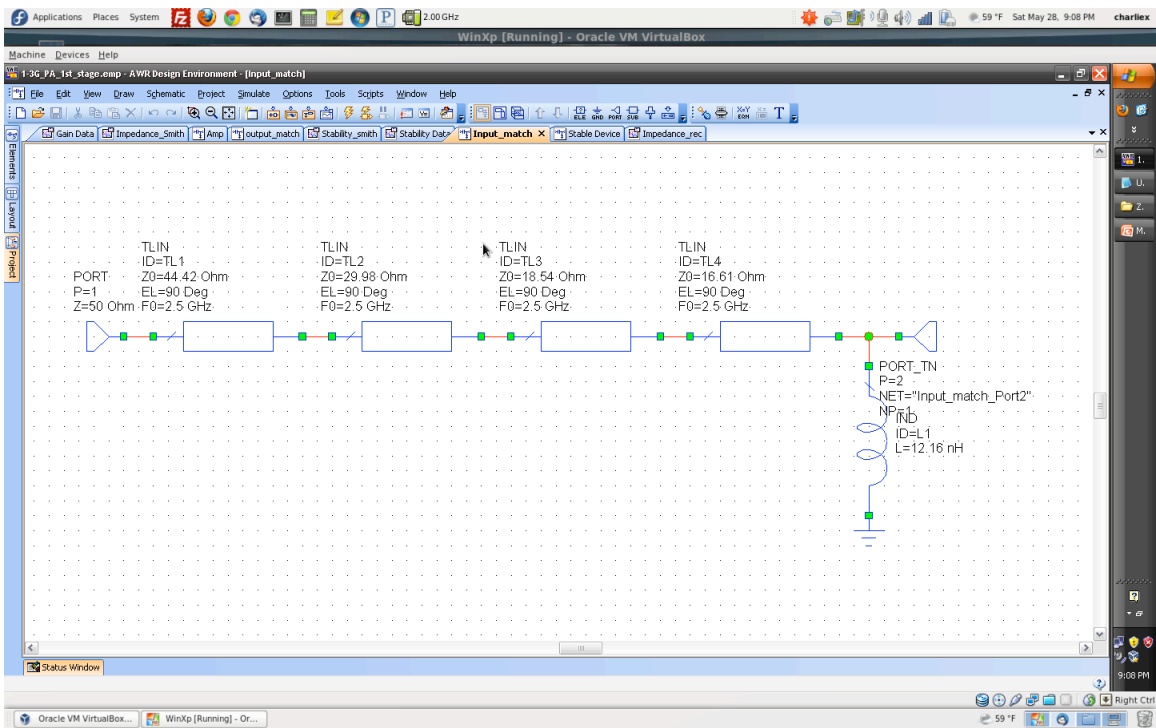 Applications Places System 2.00 GHz 59 °F Sat May 28, 9:08 PM charliex
WinXp [Running] - Oracle VM VirtualBox
Machine Devices Help
1-3G_PA_1st_stage.emp - AWR Design Environment - [Input_match]
File Edit View Draw Schematic Project Simulate Options Tools Scripts Window Help
Gain Data Impedance_Smith Amp output_match Stability_smith Stability Data Input_match Stable Device Impedance_rec
Elements
Layout
Project
TLIN
ID=TL1
Z0=44.42 Ohm
EL=90 Deg
F0=2.5 GHz
TLIN
ID=TL2
Z0=29.98 Ohm
EL=90 Deg
F0=2.5 GHz
TLIN
ID=TL3
Z0=18.54 Ohm
EL=90 Deg
F0=2.5 GHz
TLIN
ID=TL4
Z0=16.61 Ohm
EL=90 Deg
F0=2.5 GHz
PORT
P=1
Z=50 Ohm
PORT_TN
P=2
NET="Input_match_Port2"
NP=1
IND
ID=L1
L=12.16 nH
1.
U.
Z.
M.
Status Window
9:08 PM
Right Ctrl
Oracle VM VirtualBox... WinXp [Running] - Or... 59 °F